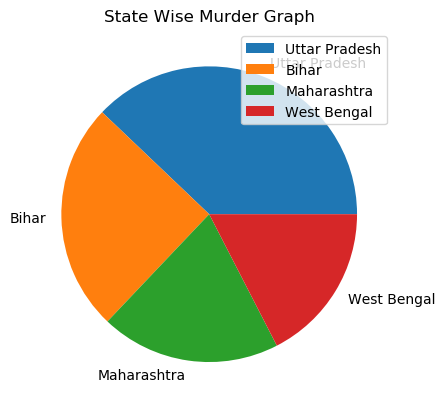 State Wise Murder Graph
Uttar Pradesh
Uttar Pradesh
Bihar
Maharashtra
West Bengal
Bihar
West Bengal
Maharashtra